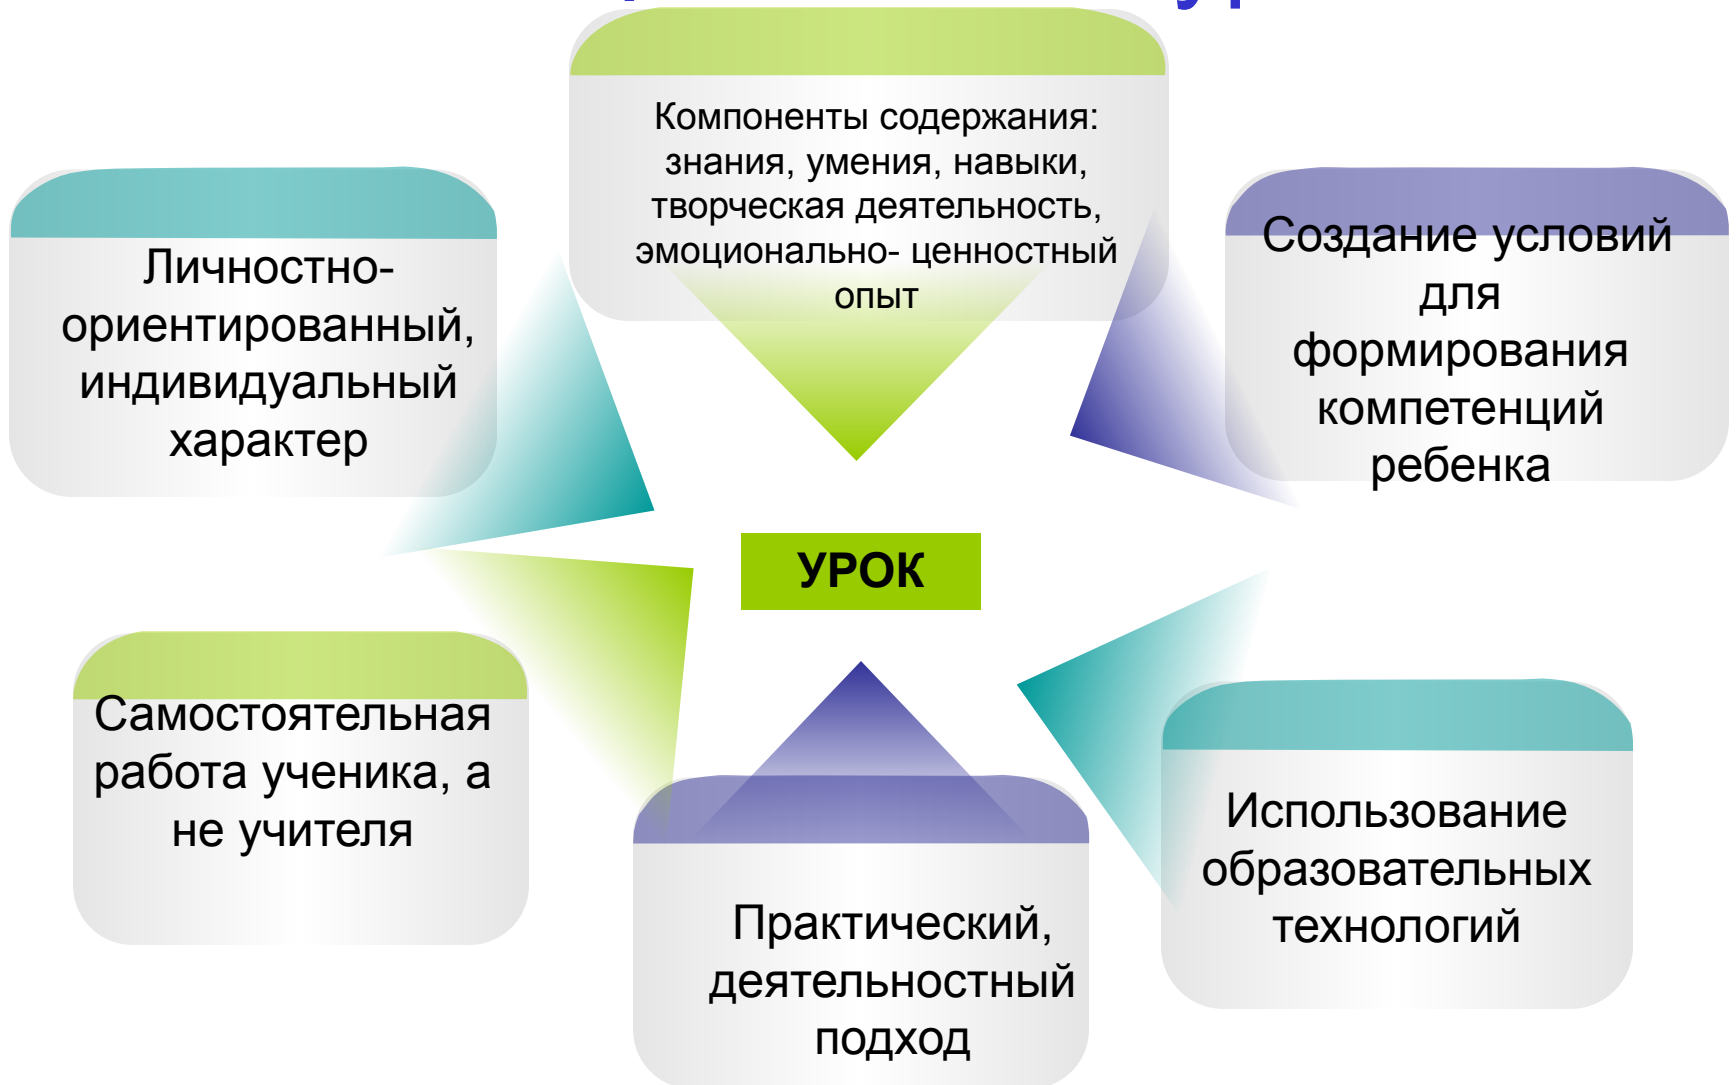 Компоненты содержания:
знания, умения, навыки,
творческая деятельность,
эмоционально- ценностный
опыт
Личностно-
ориентированный,
индивидуальный
характер
Создание условий
для
формирования
компетенций
ребенка
УРОК
Самостоятельная
работа ученика, а
не учителя
Практический,
деятельностный
подход
Использование
образовательных
технологий